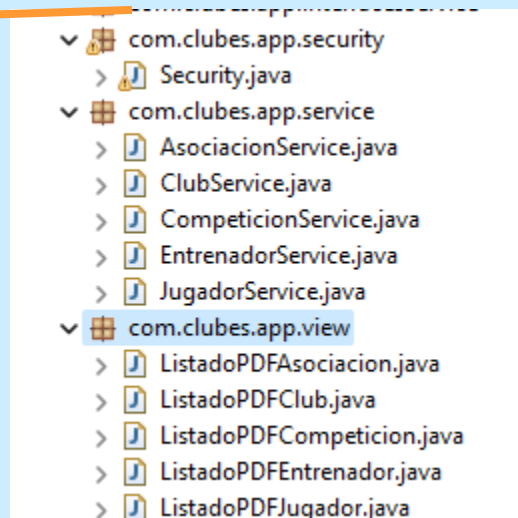 com.clubes.app.security
Security.java
com.clubes.app.service
AsociacionService.java
ClubService.java
CompeticionService.java
EntrenadorService.java
JugadorService.java
com.clubes.app.view
ListadoPDFAsociacion.java
ListadoPDFClub.java
ListadoPDFCompeticion.java
ListadoPDFEntrenador.java
ListadoPDFJugador.java